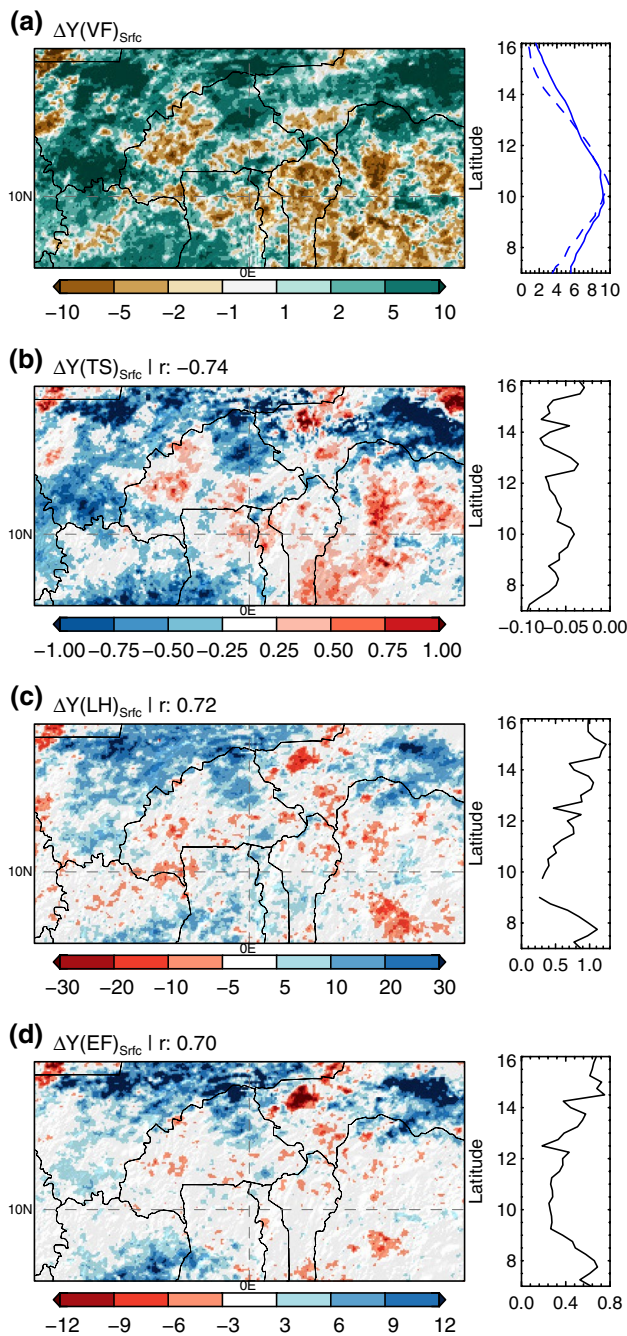 (a) ΔY(VF)Srfc
16
14
12
10
8
Latitude
10N
0E
0 2 4 6 8 10
−10 −5 −2 −1 1 2 5 10
(b) ΔY(TS)Srfc | r: −0.74
16
14
12
10
8
Latitude
10N
0E
−0.10 −0.05 0.00
−1.00 −0.75 −0.50 −0.25 0.25 0.50 0.75 1.00
(c) ΔY(LH)Srfc | r: 0.72
16
14
12
10
8
Latitude
10N
0E
0.0 0.5 1.0
−30 −20 −10 −5 5 10 20 30
(d) ΔY(EF)Srfc | r: 0.70
16
14
12
10
8
Latitude
10N
0E
0.0 0.4 0.8
−12 −9 −6 −3 3 6 9 12